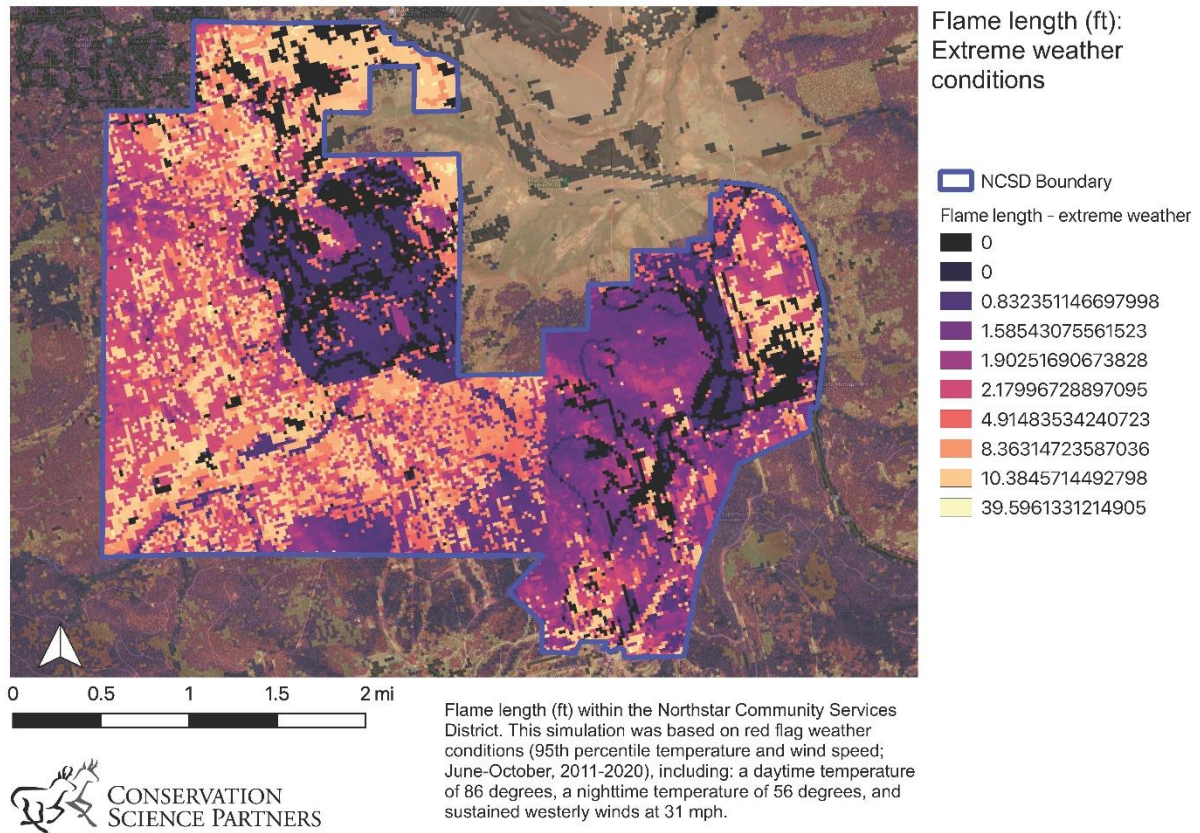 Flame length (ft):
Extreme weather
conditions
NCSD Boundary
Flame length - extreme weather
0
0
0.832351146697998
1.58543075561523
1.90251690673828
2.17996728897095
4.91483534240723
8.36314723587036
10.3845714492798
39.5961331214905
0 0.5 1 1.5 2 mi
Flame length (ft) within the Northstar Community Services
District. This simulation was based on red flag weather
conditions (95th percentile temperature and wind speed;
June-October, 2011-2020), including: a daytime temperature
of 86 degrees, a nighttime temperature of 56 degrees, and
sustained westerly winds at 31 mph.
CONSERVATION
SCIENCE PARTNERS